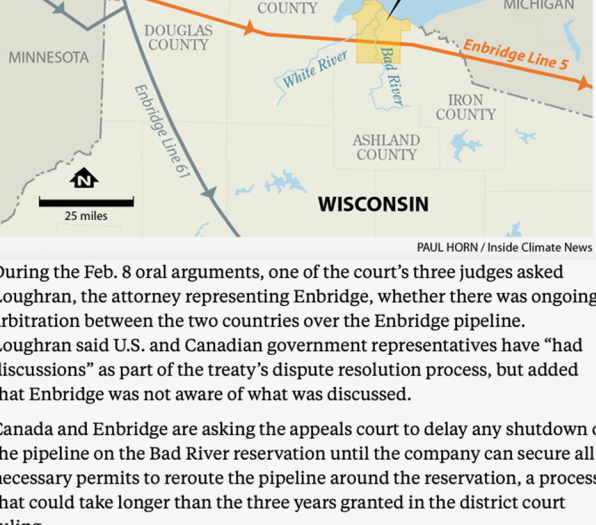 COUNTY
MICHIGAN
DOUGLAS
COUNTY
Enbridge Line 5
MINNESOTA
White River
Bad River
Enbridge Line 61
IRON
COUNTY
ASHLAND
COUNTY
N
25 miles
WISCONSIN
PAUL HORN / Inside Climate News
During the Feb. 8 oral arguments, one of the court’s three judges asked
Loughran, the attorney representing Enbridge, whether there was ongoing
arbitration between the two countries over the Enbridge pipeline.
Loughran said U.S. and Canadian government representatives have “had
discussions” as part of the treaty’s dispute resolution process, but added
that Enbridge was not aware of what was discussed.
Canada and Enbridge are asking the appeals court to delay any shutdown
the pipeline on the Bad River reservation until the company can secure all
necessary permits to reroute the pipeline around the reservation, a process
that could take longer than the three years granted in the district court